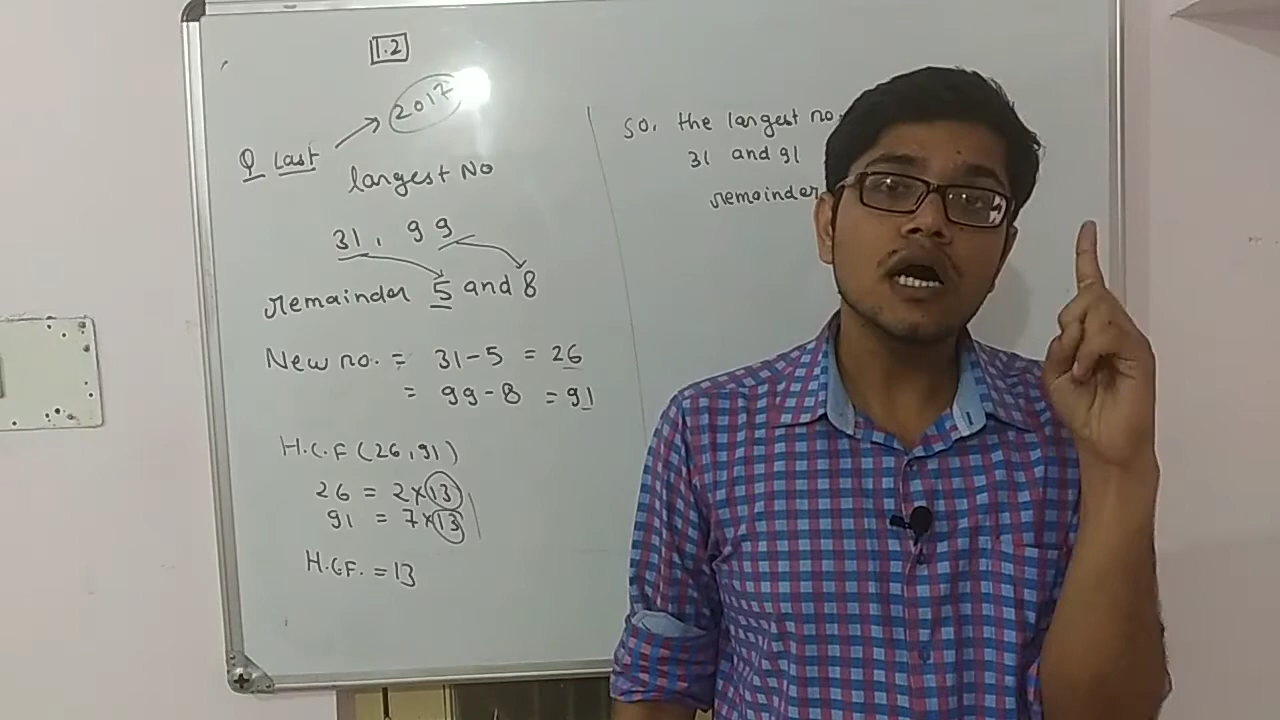 1.2
2017
Q Last
largest No
31, 99
remainder 5 and 8
New no. = 31-5 = 26
= 99-8 = 91
H.C.F (26,91)
26 = 2×13
91 = 7×13
H.C.F. = 13
So, the largest no.
31 and 91
remainder